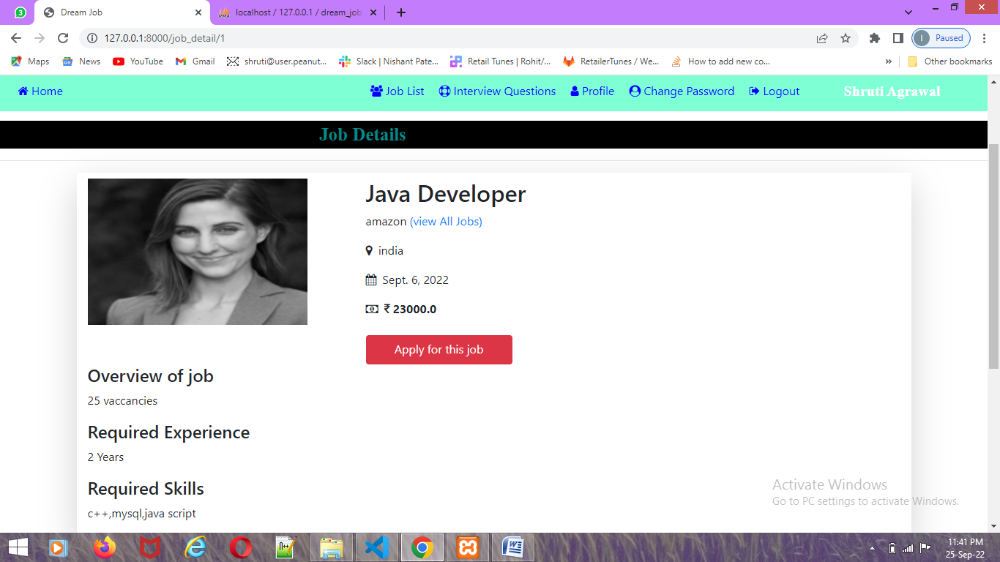 3
Dream Job
PMA localhost / 127.0.0.1 / dream_job
127.0.0.1:8000/job_detail/1
I Paused
Maps News YouTube Gmail shruti@user.peanut... Slack | Nishant Pate... Retail Tunes | Rohit/... RetailerTunes / We... How to add new co... » Other bookmarks
Home Job List Interview Questions Profile Change Password Logout Shruti Agrawal
Job Details
Java Developer
amazon (view All Jobs)
india
Sept. 6, 2022
₹ 23000.0
Apply for this job
Overview of job
25 vaccancies
Required Experience
2 Years
Required Skills
c++,mysql,java script
Activate Windows
Go to PC settings to activate Windows.
11:41 PM
25-Sep-22